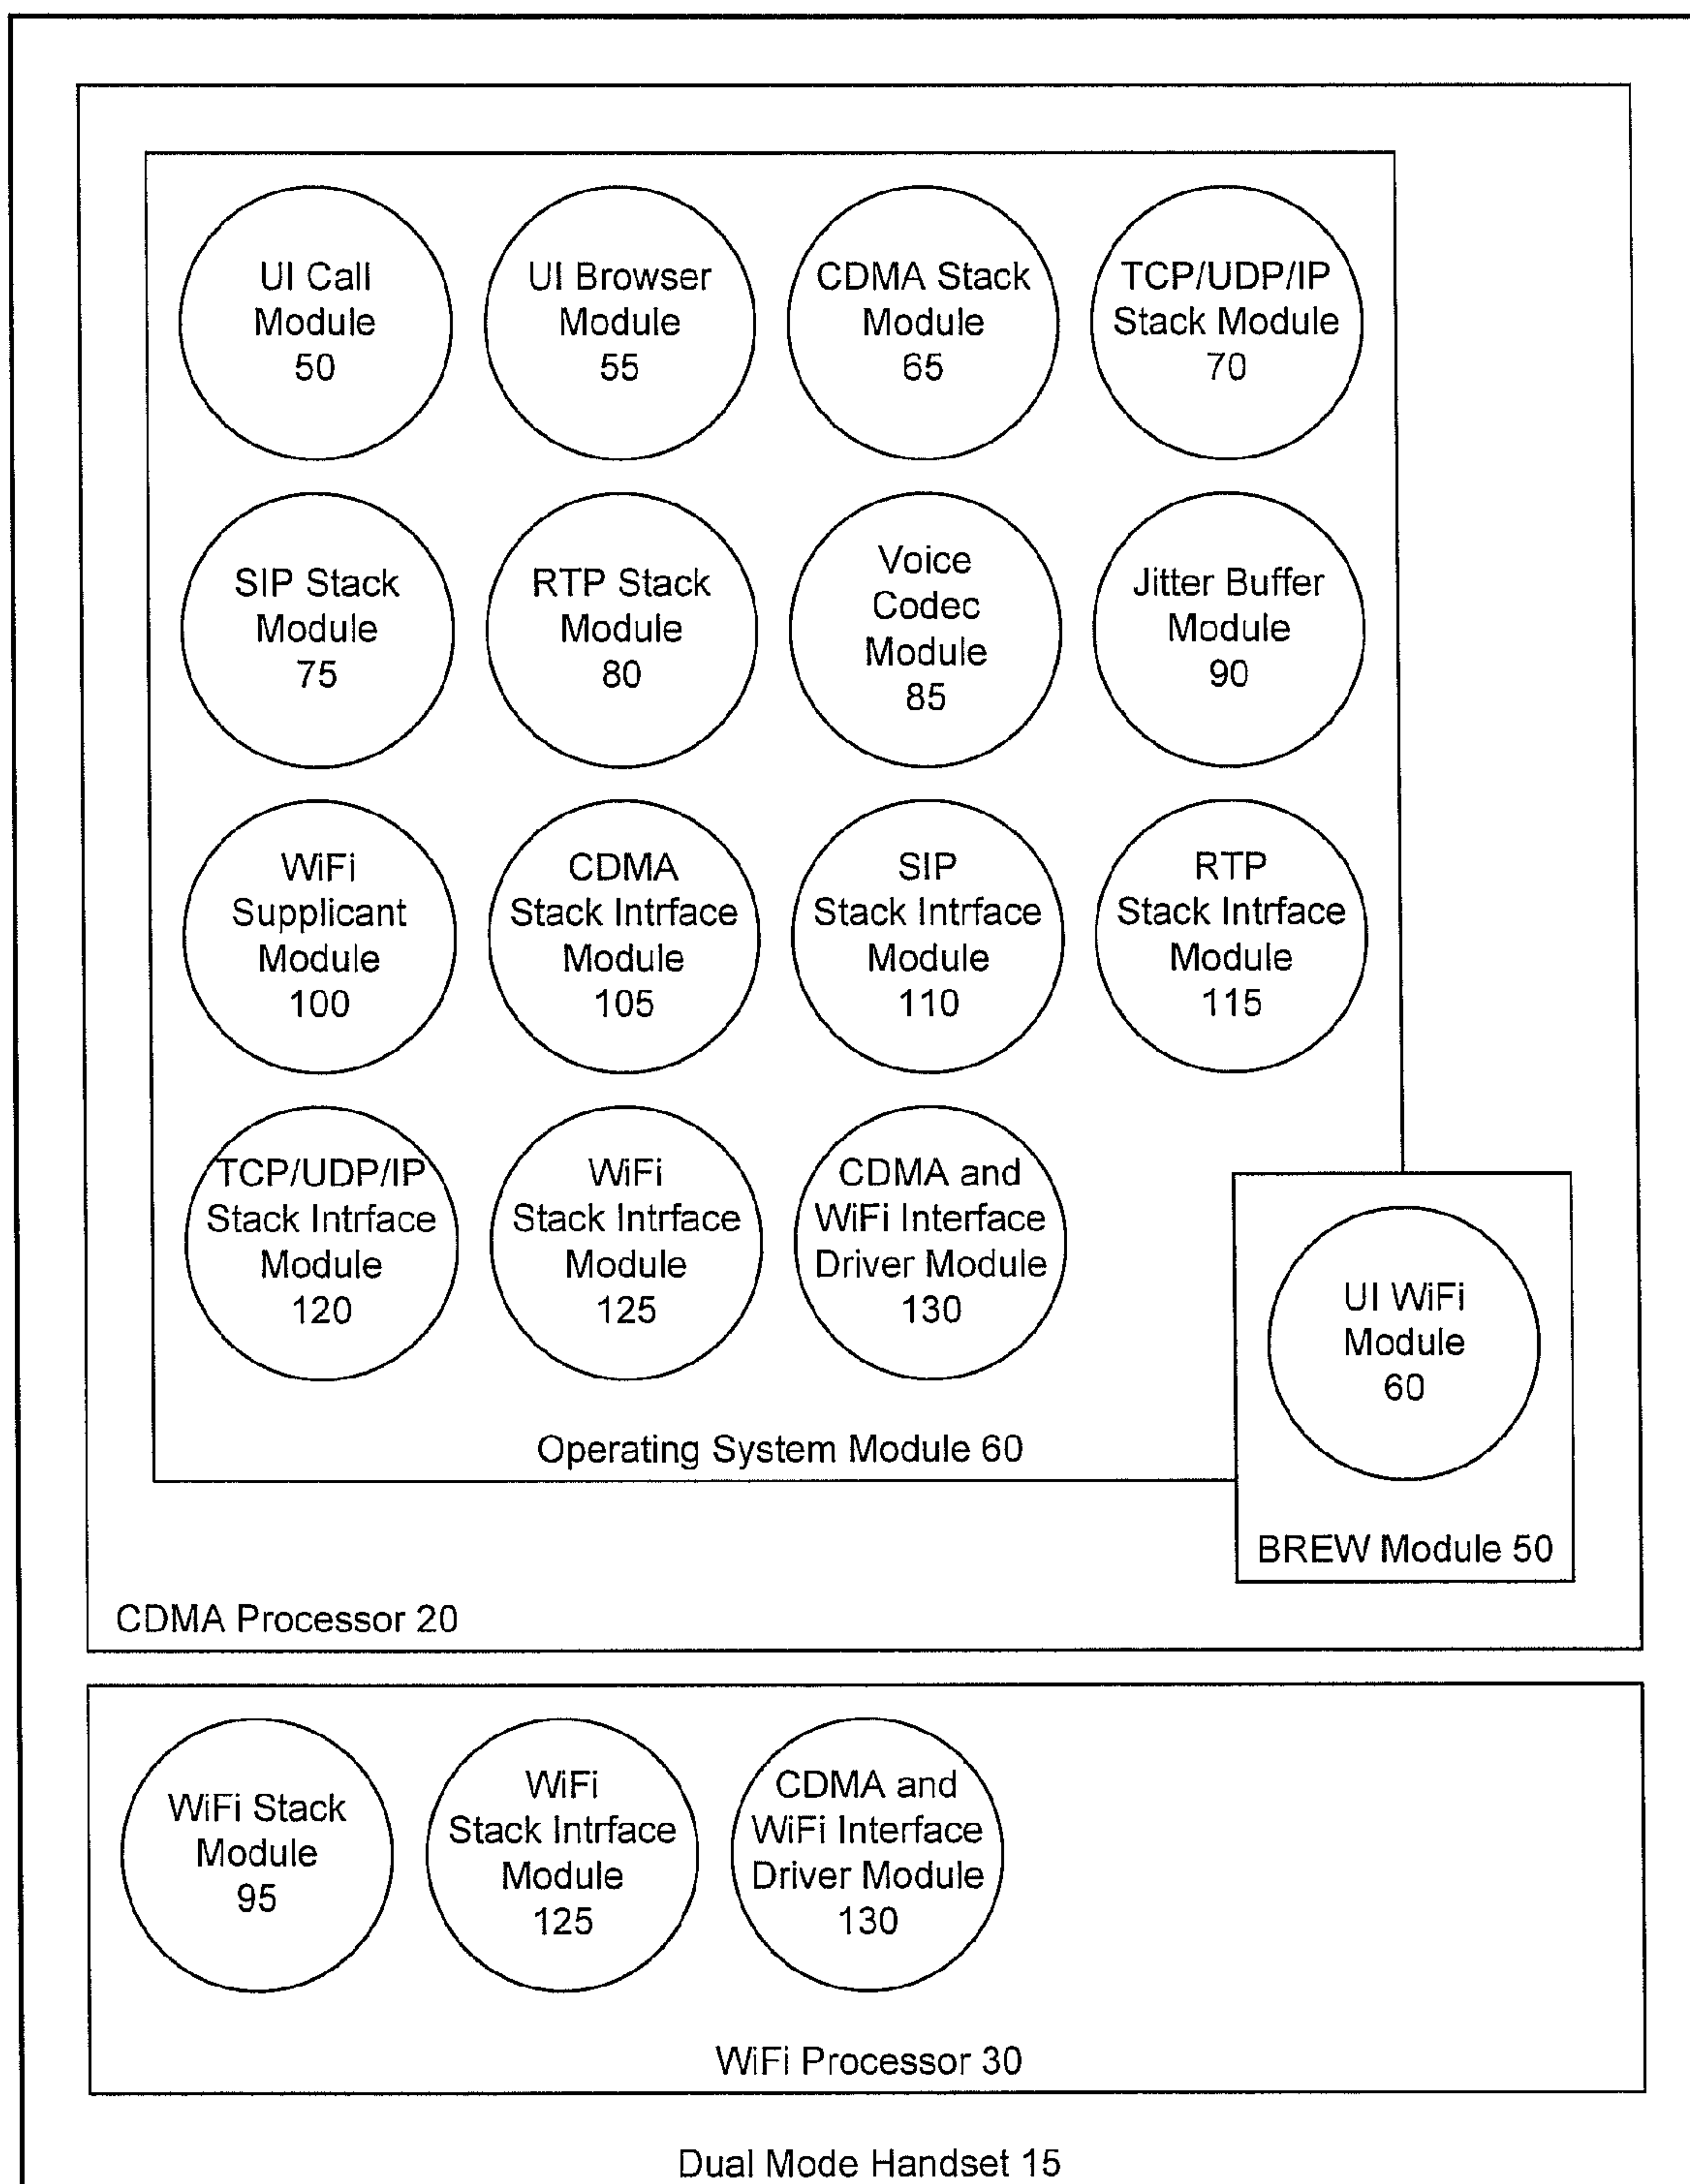 UI Call
Module
50
UI Browser
Module
55
CDMA Stack
Module
65
TCP/UDP/IP
Stack Module
70
SIP Stack
Module
75
RTP Stack
Module
80
Voice
Codec
Module
85
Jitter Buffer
Module
90
WiFi
Supplicant
Module
100
CDMA
Stack Intrface
Module
105
SIP
Stack Intrface
Module
110
RTP
Stack Intrface
Module
115
TCP/UDP/IP
Stack Intrface
Module
120
WiFi
Stack Intrface
Module
125
CDMA and
WiFi Interface
Driver Module
130
UI WiFi
Module
60
Operating System Module 60
BREW Module 50
CDMA Processor 20
WiFi Stack
Module
95
WiFi
Stack Intrface
Module
125
CDMA and
WiFi Interface
Driver Module
130
WiFi Processor 30
Dual Mode Handset 15